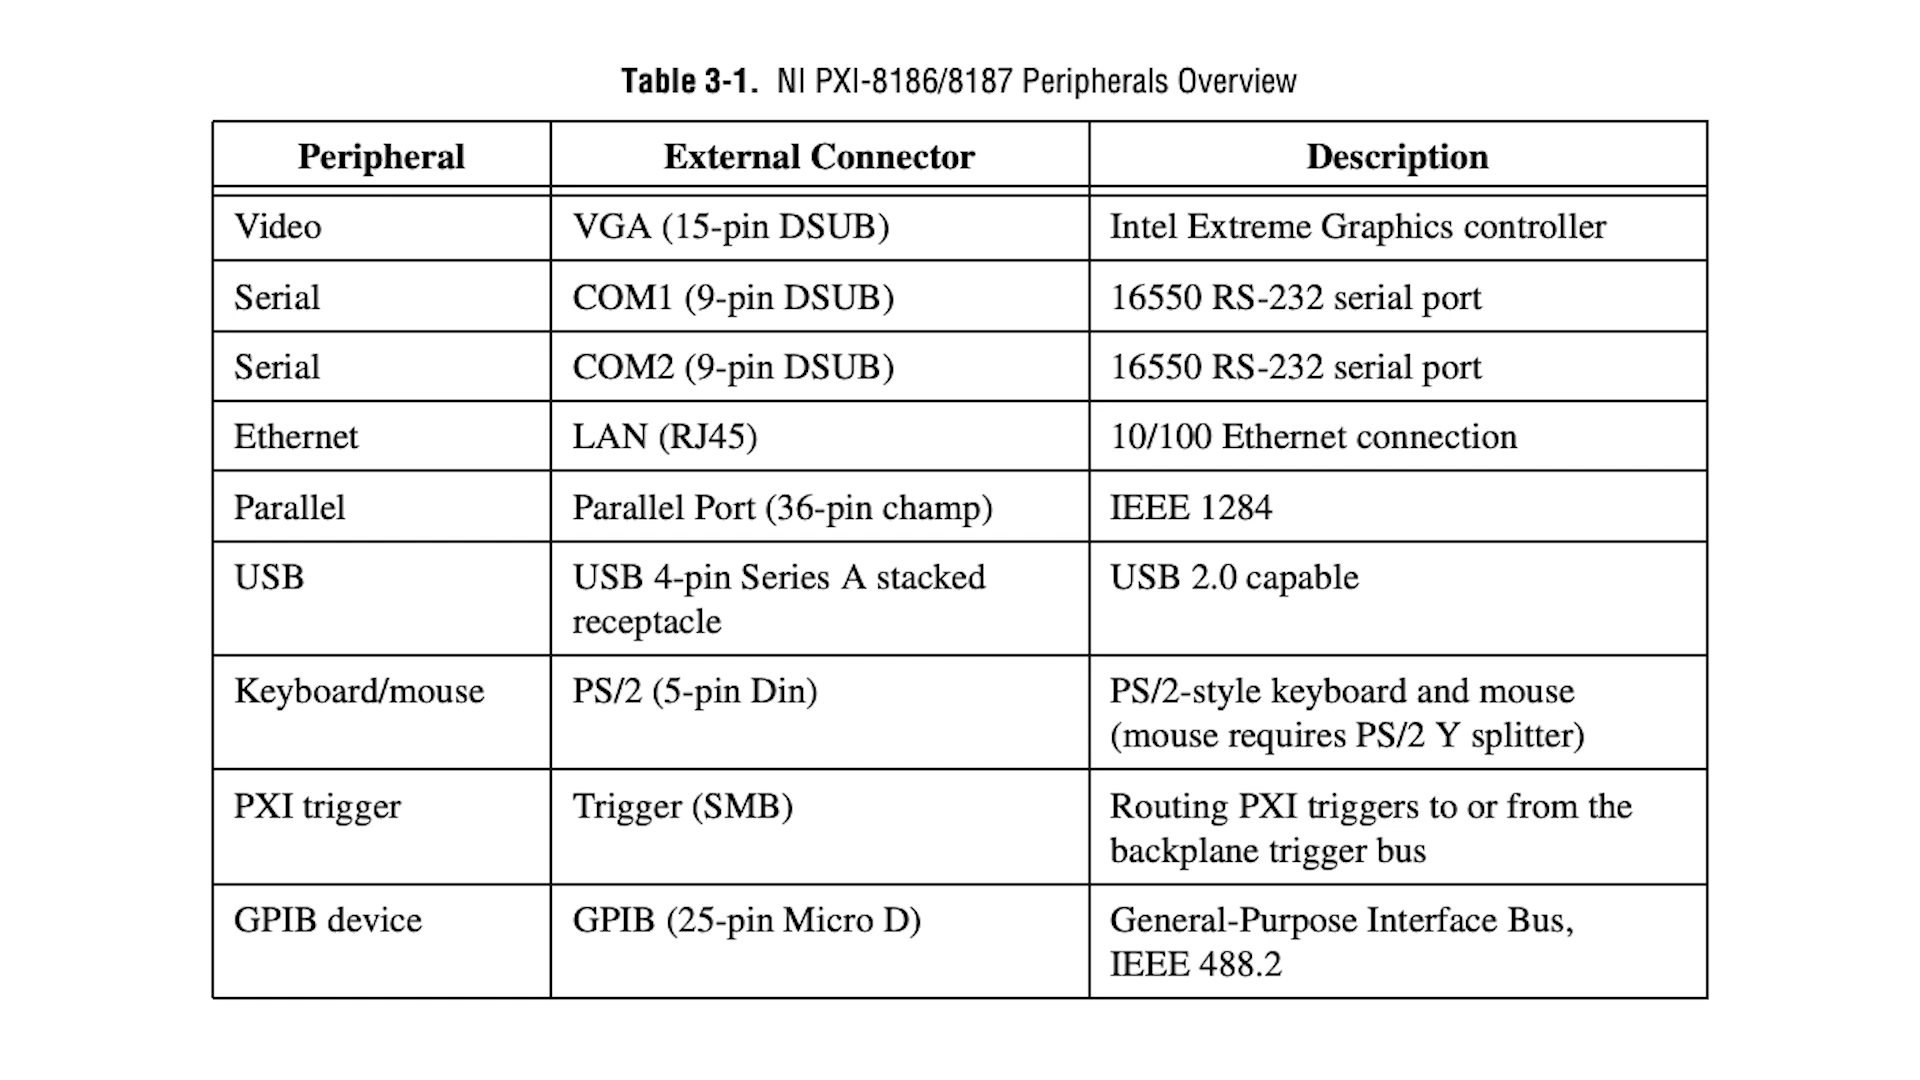 Table 3-1. NI PXI-8186/8187 Peripherals Overview
Peripheral External Connector Description
Video VGA (15-pin DSUB) Intel Extreme Graphics controller
Serial COM1 (9-pin DSUB) 16550 RS-232 serial port
Serial COM2 (9-pin DSUB) 16550 RS-232 serial port
Ethernet LAN (RJ45) 10/100 Ethernet connection
Parallel Parallel Port (36-pin champ) IEEE 1284
USB USB 4-pin Series A stacked USB 2.0 capable
receptacle
Keyboard/mouse PS/2 (5-pin Din) PS/2-style keyboard and mouse
(mouse requires PS/2 Y splitter)
PXI trigger Trigger (SMB) Routing PXI triggers to or from the
backplane trigger bus
GPIB device GPIB (25-pin Micro D) General-Purpose Interface Bus,
IEEE 488.2